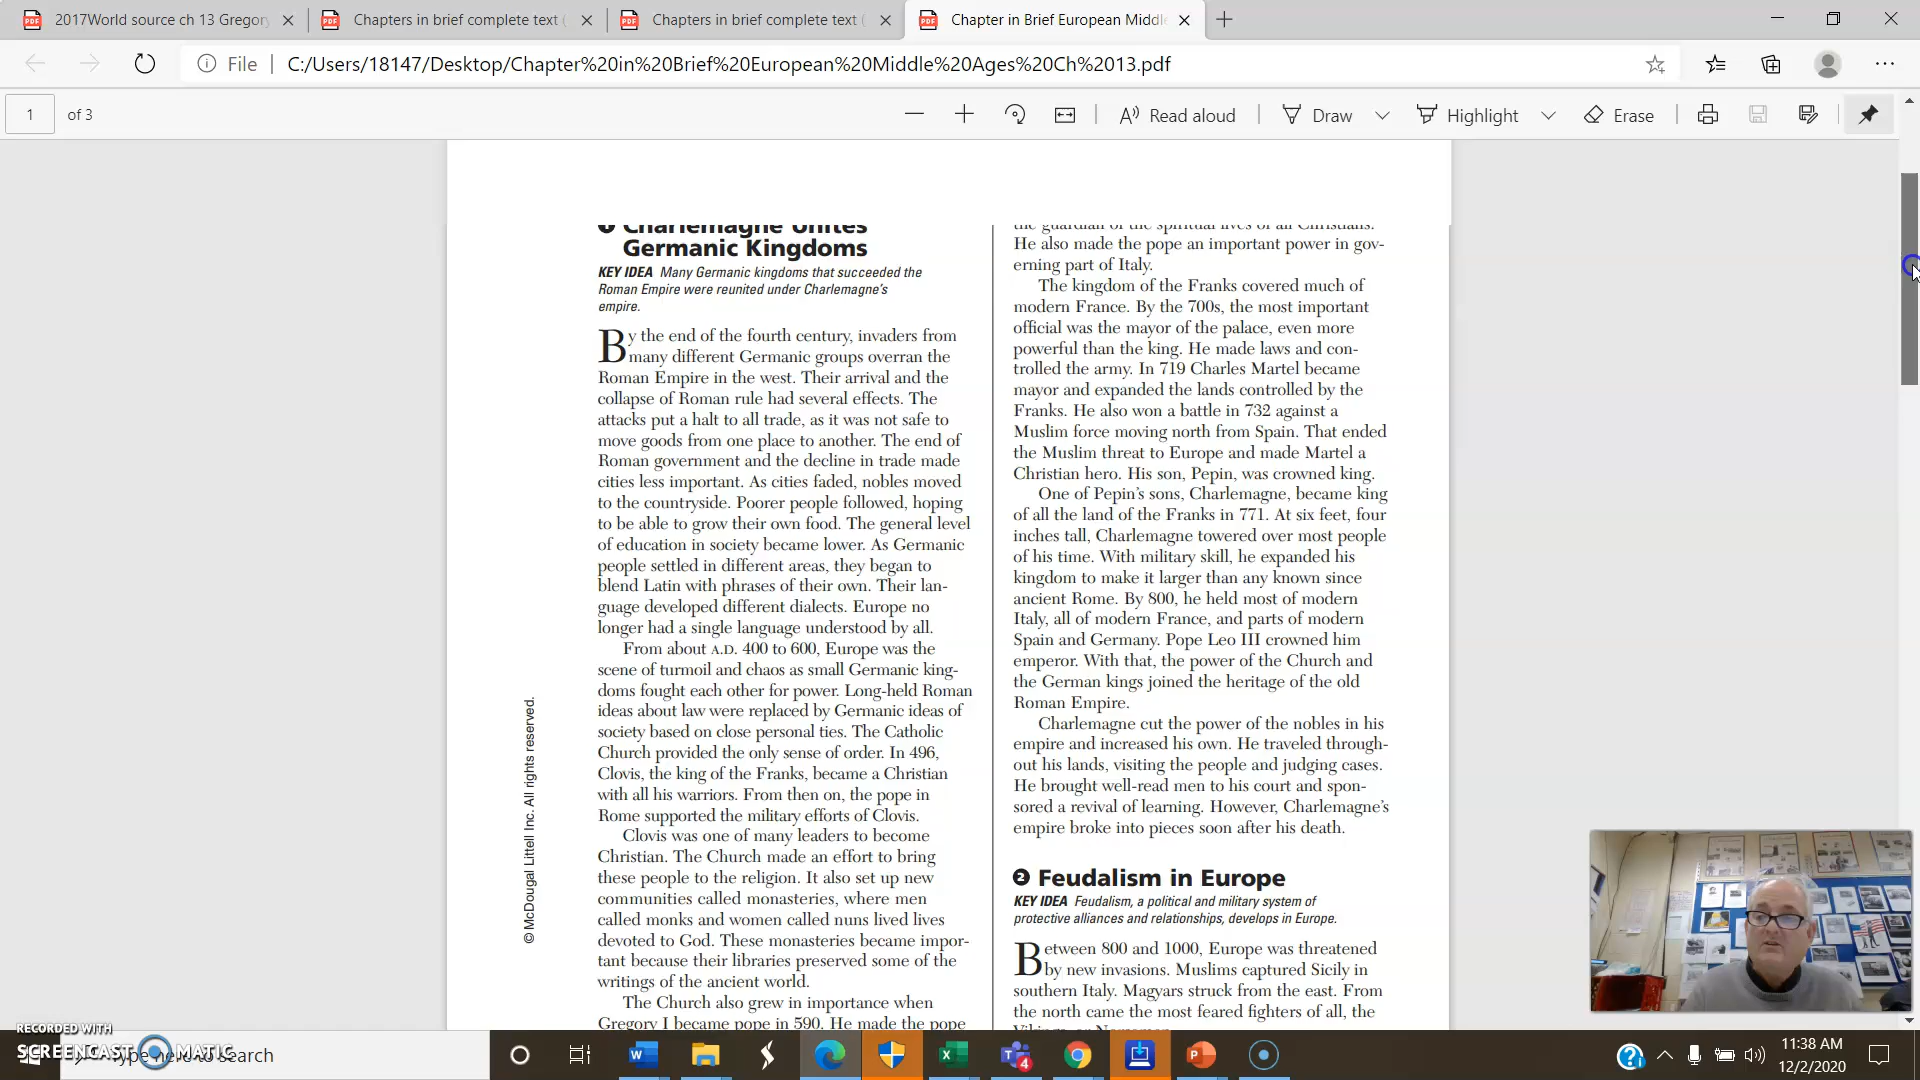 2017World source ch 13 Gregory
Chapters in brief complete text (
Chapters in brief complete text (
Chapter in Brief European Middle
File
C:/Users/18147/Desktop/Chapter%20in%20Brief%20European%20Middle%20Ages%20Ch%2013.pdf
1 of 3
Read aloud
Draw
Highlight
Erase
1 Charlemagne Unites
Germanic Kingdoms
KEY IDEA Many Germanic kingdoms that succeeded the
Roman Empire were reunited under Charlemagne's
empire.
By the end of the fourth century, invaders from
many different Germanic groups overran the
Roman Empire in the west. Their arrival and the
collapse of Roman rule had several effects. The
attacks put a halt to all trade, as it was not safe to
move goods from one place to another. The end of
Roman government and the decline in trade made
cities less important. As cities faded, nobles moved
to the countryside. Poorer people followed, hoping
to be able to grow their own food. The general level
of education in society became lower. As Germanic
people settled in different areas, they began to
blend Latin with phrases of their own. Their lan-
guage developed different dialects. Europe no
longer had a single language understood by all.
From about A.D. 400 to 600, Europe was the
scene of turmoil and chaos as small Germanic king-
doms fought each other for power. Long-held Roman
ideas about law were replaced by Germanic ideas of
society based on close personal ties. The Catholic
Church provided the only sense of order. In 496,
Clovis, the king of the Franks, became a Christian
with all his warriors. From then on, the pope in
Rome supported the military efforts of Clovis.
Clovis was one of many leaders to become
Christian. The Church made an effort to bring
these people to the religion. It also set up new
communities called monasteries, where men
called monks and women called nuns lived lives
devoted to God. These monasteries became impor-
tant because their libraries preserved some of the
writings of the ancient world.
The Church also grew in importance when
Gregory I became pope in 590. He made the pope
the guardian of the spiritual lives of all Christians.
He also made the pope an important power in gov-
erning part of Italy.
The kingdom of the Franks covered much of
modern France. By the 700s, the most important
official was the mayor of the palace, even more
powerful than the king. He made laws and con-
trolled the army. In 719 Charles Martel became
mayor and expanded the lands controlled by the
Franks. He also won a battle in 732 against a
Muslim force moving north from Spain. That ended
the Muslim threat to Europe and made Martel a
Christian hero. His son, Pepin, was crowned king.
One of Pepin's sons, Charlemagne, became king
of all the land of the Franks in 771. At six feet, four
inches tall, Charlemagne towered over most people
of his time. With military skill, he expanded his
kingdom to make it larger than any known since
ancient Rome. By 800, he held most of modern
Italy, all of modern France, and parts of modern
Spain and Germany. Pope Leo III crowned him
emperor. With that, the power of the Church and
the German kings joined the heritage of the old
Roman Empire.
Charlemagne cut the power of the nobles in his
empire and increased his own. He traveled through-
out his lands, visiting the people and judging cases.
He brought well-read men to his court and spon-
sored a revival of learning. However, Charlemagne's
empire broke into pieces soon after his death.
2 Feudalism in Europe
KEY IDEA Feudalism, a political and military system of
protective alliances and relationships, develops in Europe.
Between 800 and 1000, Europe was threatened
by new invasions. Muslims captured Sicily in
southern Italy. Magyars struck from the east. From
the north came the most feared fighters of all, the
Vikings, or Norsemen.
© McDougal Littell Inc. All rights reserved.
RECORDED WITH
SCREENCAST MATIC
Type here to search
4
11:38 AM
12/2/2020